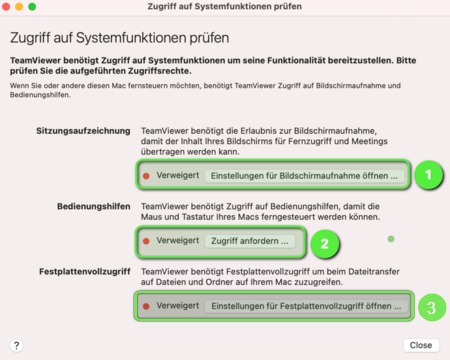 Zugriff auf Systemfunktionen prüfen
Zugriff auf Systemfunktionen prüfen
TeamViewer benötigt Zugriff auf Systemfunktionen um seine Funktionalität bereitzustellen. Bitte
prüfen Sie die aufgeführten Zugriffsrechte.
Wenn Sie oder andere diesen Mac fernsteuern möchten, benötigt TeamViewer Zugriff auf Bildschirmaufnahme und
Bedienungshilfen.
Sitzungsaufzeichnung TeamViewer benötigt die Erlaubnis zur Bildschirmaufnahme,
damit der Inhalt Ihres Bildschirms für Fernzugriff und Meetings
übertragen werden kann.
Verweigert Einstellungen für Bildschirmaufnahme öffnen ... 1
Bedienungshilfen TeamViewer benötigt Zugriff auf Bedienungshilfen, damit die
Maus und Tastatur Ihres Macs ferngesteuert werden können.
Verweigert Zugriff anfordern ... 2
Festplattenvollzugriff TeamViewer benötigt Festplattenvollzugriff um beim Dateitransfer
auf Dateien und Ordner auf Ihrem Mac zuzugreifen.
Verweigert Einstellungen für Festplattenvollzugriff öffnen ... 3
? Close